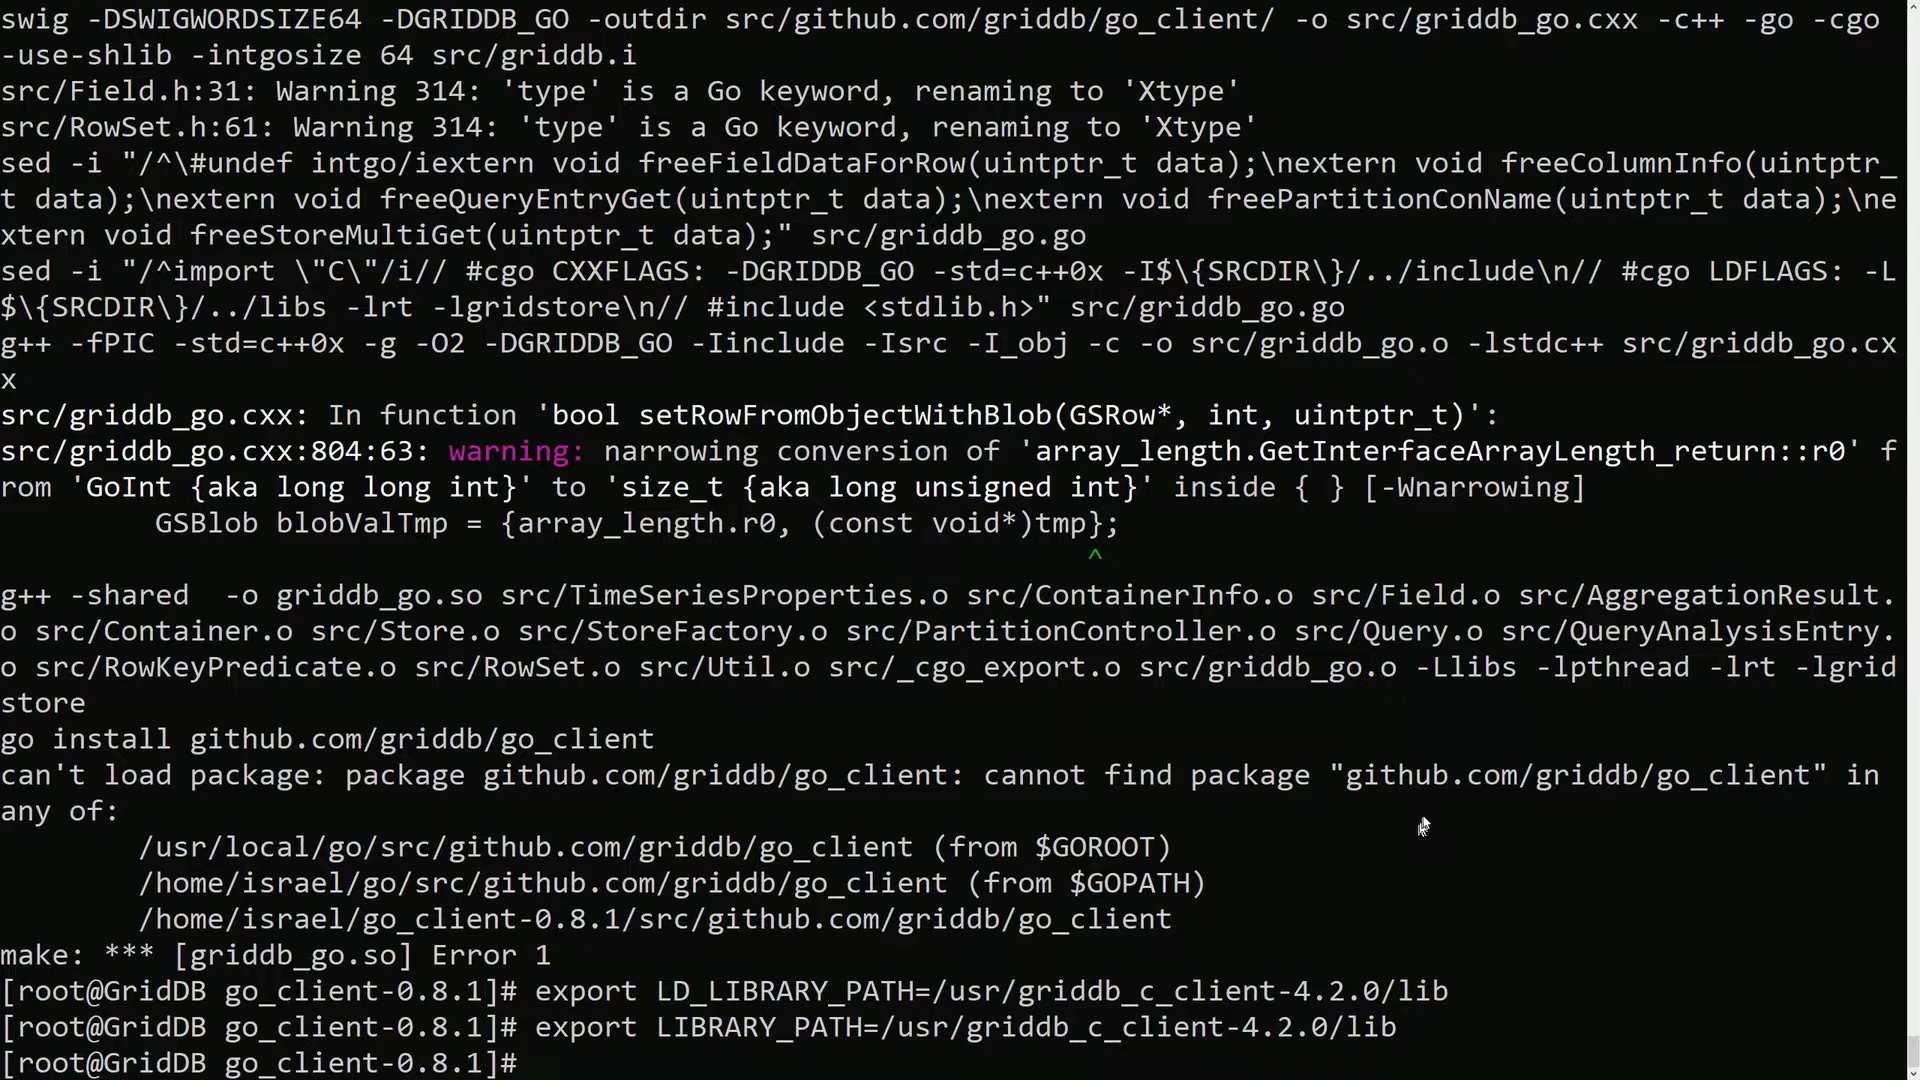 swig -DSWIGWORDSIZE64 -DGRIDDB_GO -outdir src/github.com/griddb/go_client/ -o src/griddb_go.cxx -c++ -go -cgo
-use-shlib -intgosize 64 src/griddb.i
src/Field.h:31: Warning 314: 'type' is a Go keyword, renaming to 'Xtype'
src/RowSet.h:61: Warning 314: 'type' is a Go keyword, renaming to 'Xtype'
sed -i "/^\#undef intgo/iextern void freeFieldDataForRow(uintptr_t data);\nextern void freeColumnInfo(uintptr_
t data);\nextern void freeQueryEntryGet(uintptr_t data);\nextern void freePartitionConName(uintptr_t data);\ne
xtern void freeStoreMultiGet(uintptr_t data);" src/griddb_go.go
sed -i "/^import \"C\"/i// #cgo CXXFLAGS: -DGRIDDB_GO -std=c++0x -I$\{SRCDIR\}/../include\n// #cgo LDFLAGS: -L
$\{SRCDIR\}/../libs -lrt -lgridstore\n// #include <stdlib.h>" src/griddb_go.go
g++ -fPIC -std=c++0x -g -O2 -DGRIDDB_GO -Iinclude -Isrc -I_obj -c -o src/griddb_go.o -lstdc++ src/griddb_go.cx
x
src/griddb_go.cxx: In function 'bool setRowFromObjectWithBlob(GSRow*, int, uintptr_t)':
src/griddb_go.cxx:804:63: warning: narrowing conversion of 'array_length.GetInterfaceArrayLength_return::r0' f
rom 'GoInt {aka long long int}' to 'size_t {aka long unsigned int}' inside { } [-Wnarrowing]
GSBlob blobValTmp = {array_length.r0, (const void*)tmp};
^
g++ -shared  -o griddb_go.so src/TimeSeriesProperties.o src/ContainerInfo.o src/Field.o src/AggregationResult.
o src/Container.o src/Store.o src/StoreFactory.o src/PartitionController.o src/Query.o src/QueryAnalysisEntry.
o src/RowKeyPredicate.o src/RowSet.o src/Util.o src/_cgo_export.o src/griddb_go.o -Llibs -lpthread -lrt -lgrid
store
go install github.com/griddb/go_client
can't load package: package github.com/griddb/go_client: cannot find package "github.com/griddb/go_client" in
any of:
/usr/local/go/src/github.com/griddb/go_client (from $GOROOT)
/home/israel/go/src/github.com/griddb/go_client (from $GOPATH)
/home/israel/go_client-0.8.1/src/github.com/griddb/go_client
make: *** [griddb_go.so] Error 1
[root@GridDB go_client-0.8.1]# export LD_LIBRARY_PATH=/usr/griddb_c_client-4.2.0/lib
[root@GridDB go_client-0.8.1]# export LIBRARY_PATH=/usr/griddb_c_client-4.2.0/lib
[root@GridDB go_client-0.8.1]#